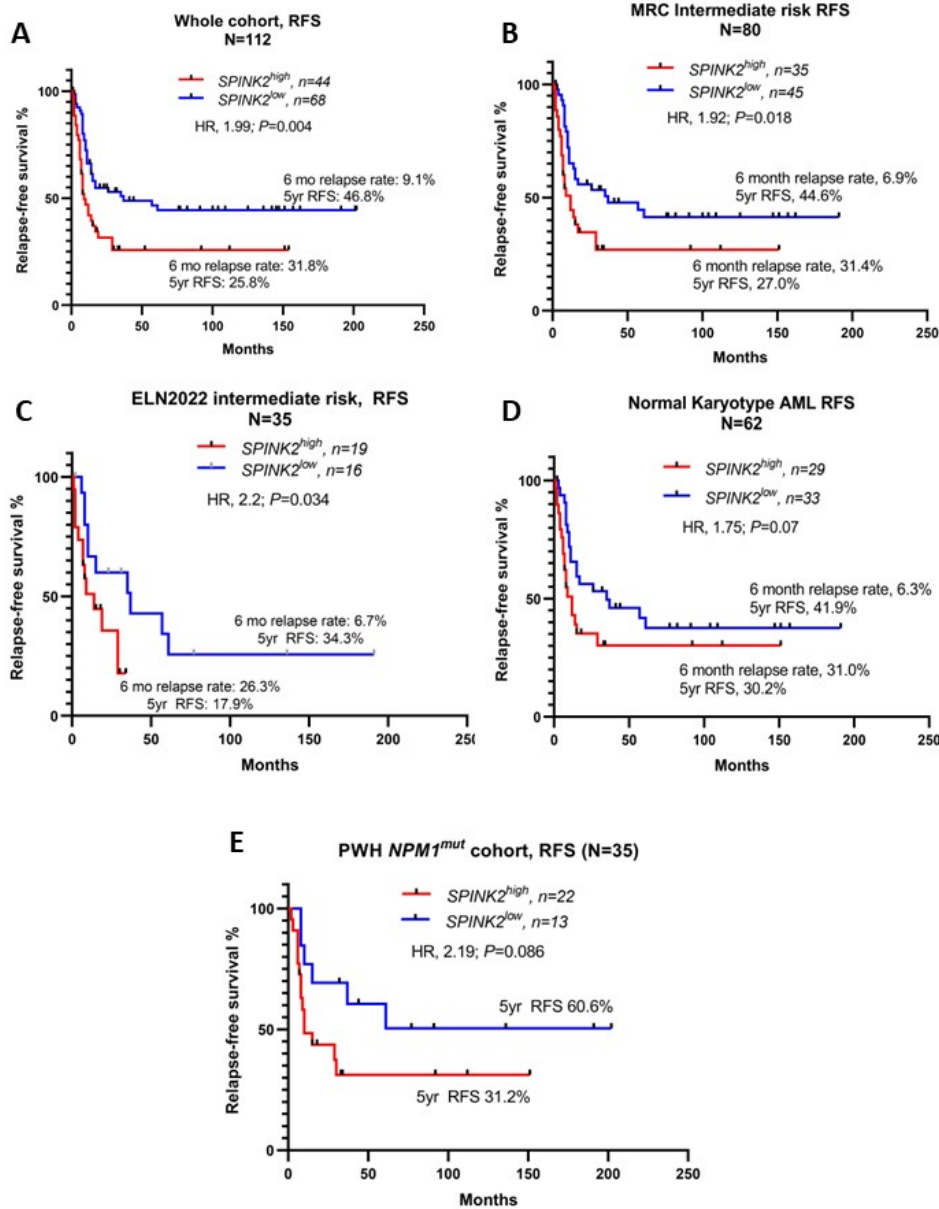 A
Whole cohort, RFS
N=112
SPINK2high, n=44
SPINK2low, n=68
HR, 1.99; P=0.004
6 mo relapse rate: 9.1%
5yr RFS: 46.8%
6 mo relapse rate: 31.8%
5yr RFS: 25.8%
Relapse-free survival %
100
50
0
0 50 100 150 200 250
Months
B
MRC Intermediate risk RFS
N=80
SPINK2high, n=35
SPINK2low, n=45
HR, 1.92; P=0.018
6 month relapse rate, 6.9%
5yr RFS, 44.6%
6 month relapse rate, 31.4%
5yr RFS, 27.0%
Relapse-free survival %
100
50
0
0 50 100 150 200 250
Months
C
ELN2022 intermediate risk, RFS
N=35
SPINK2high, n=19
SPINK2low, n=16
HR, 2.2; P=0.034
6 mo relapse rate: 6.7%
5yr RFS: 34.3%
6 mo relapse rate: 26.3%
5yr RFS: 17.9%
Relapse-free survival %
100
50
0
0 50 100 150 200 250
Months
D
Normal Karyotype AML RFS
N=62
SPINK2high, n=29
SPINK2low, n=33
HR, 1.75; P=0.07
6 month relapse rate, 6.3%
5yr RFS, 41.9%
6 month relapse rate, 31.0%
5yr RFS, 30.2%
Relapse-free survival %
100
50
0
0 50 100 150 200 250
Months
E
PWH NPM1mut cohort, RFS (N=35)
SPINK2high, n=22
SPINK2low, n=13
HR, 2.19; P=0.086
5yr RFS 60.6%
5yr RFS 31.2%
Relapse-free survival %
100
50
0
0 50 100 150 200 250
Months